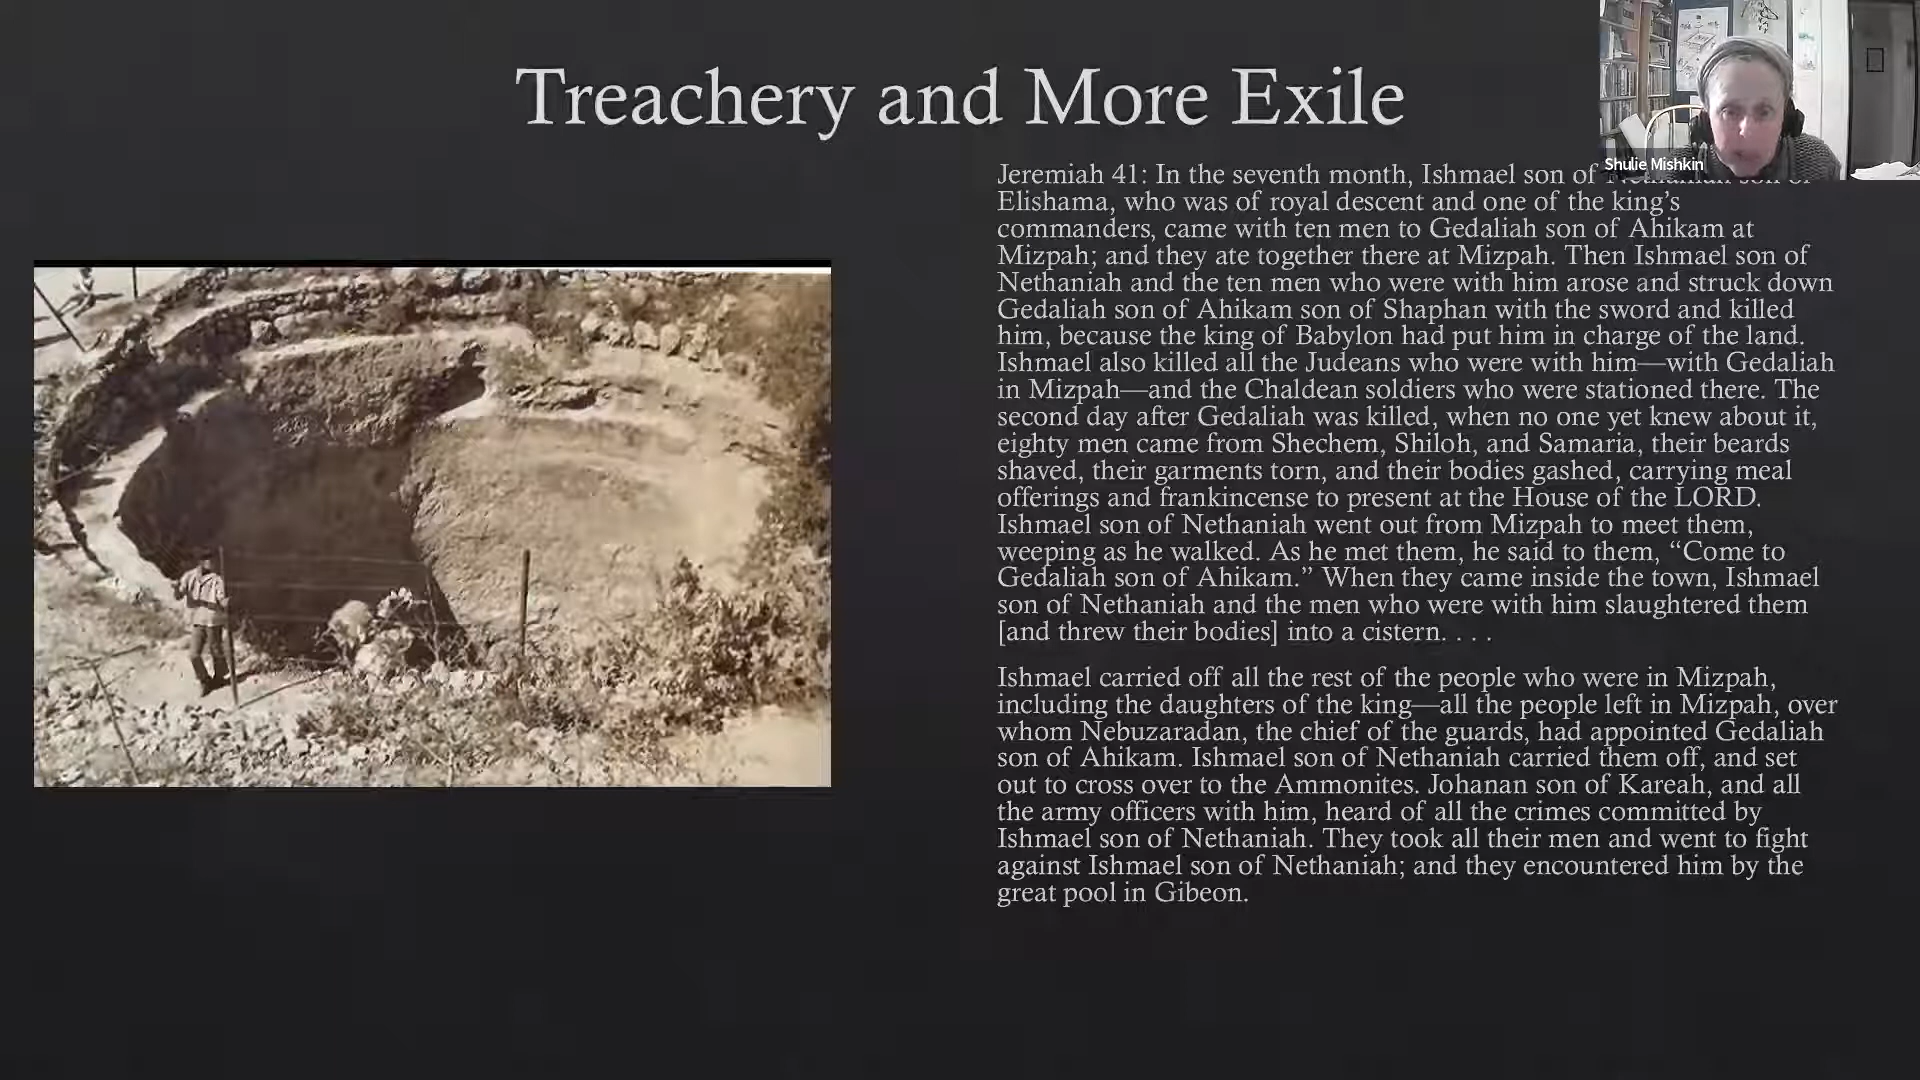 Treachery and More Exile
Shulie Mishkin
Jeremiah 41: In the seventh month, Ishmael son of
Elishama, who was of royal descent and one of the king’s
commanders, came with ten men to Gedaliah son of Ahikam at
Mizpah; and they ate together there at Mizpah. Then Ishmael son of
Nethaniah and the ten men who were with him arose and struck down
Gedaliah son of Ahikam son of Shaphan with the sword and killed
him, because the king of Babylon had put him in charge of the land.
Ishmael also killed all the Judeans who were with him—with Gedaliah
in Mizpah—and the Chaldean soldiers who were stationed there. The
second day after Gedaliah was killed, when no one yet knew about it,
eighty men came from Shechem, Shiloh, and Samaria, their beards
shaved, their garments torn, and their bodies gashed, carrying meal
offerings and frankincense to present at the House of the LORD.
Ishmael son of Nethaniah went out from Mizpah to meet them,
weeping as he walked. As he met them, he said to them, “Come to
Gedaliah son of Ahikam.” When they came inside the town, Ishmael
son of Nethaniah and the men who were with him slaughtered them
[and threw their bodies] into a cistern. . . .
Ishmael carried off all the rest of the people who were in Mizpah,
including the daughters of the king—all the people left in Mizpah, over
whom Nebuzaradan, the chief of the guards, had appointed Gedaliah
son of Ahikam. Ishmael son of Nethaniah carried them off, and set
out to cross over to the Ammonites. Johanan son of Kareah, and all
the army officers with him, heard of all the crimes committed by
Ishmael son of Nethaniah. They took all their men and went to fight
against Ishmael son of Nethaniah; and they encountered him by the
great pool in Gibeon.